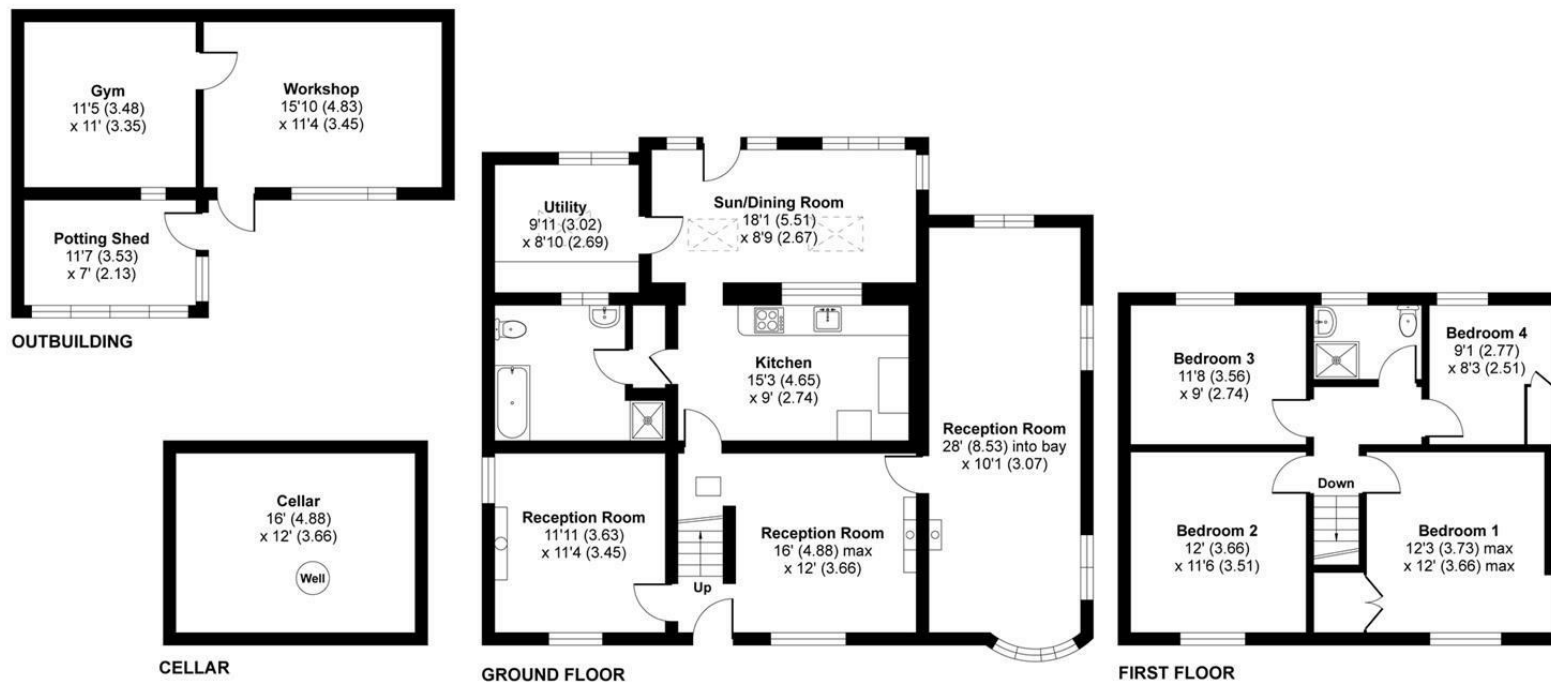 Gym
11'5 (3.48)
x 11' (3.35)
Workshop
15'10 (4.83)
x 11'4 (3.45)
Potting Shed
11'7 (3.53)
x 7' (2.13)
OUTBUILDING
Cellar
16' (4.88)
x 12' (3.66)
Well
CELLAR
Utility
9'11 (3.02)
x 8'10 (2.69)
Sun/Dining Room
18'1 (5.51)
x 8'9 (2.67)
Kitchen
15'3 (4.65)
x 9' (2.74)
Reception Room
28' (8.53) into bay
x 10'1 (3.07)
Reception Room
11'11 (3.63)
x 11'4 (3.45)
Up
Reception Room
16' (4.88) max
x 12' (3.66)
GROUND FLOOR
Bedroom 3
11'8 (3.56)
x 9' (2.74)
Bedroom 4
9'1 (2.77)
x 8'3 (2.51)
Down
Bedroom 2
12' (3.66)
x 11'6 (3.51)
Bedroom 1
12'3 (3.73) max
x 12' (3.66) max
FIRST FLOOR